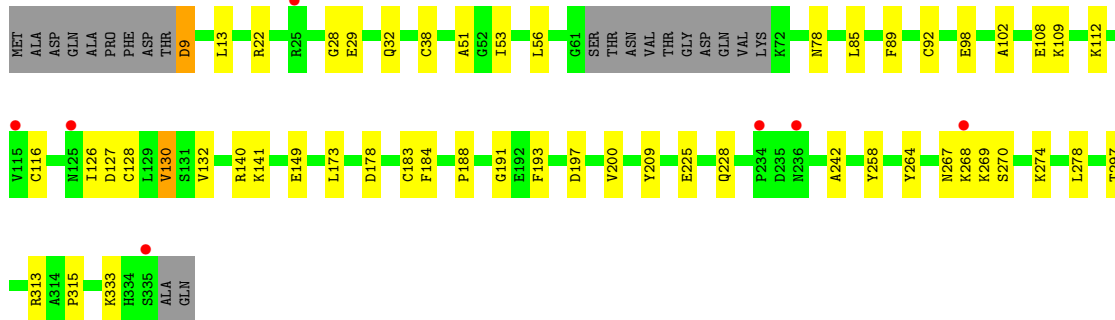 MET ALA ASP GLN ALA PRO PHE ASP THR D9 L13 R22 R25 G28 E29 Q32 C38 A51 G52 I53 L56 G61 SER THR ASN VAL THR GLY ASP GLN VAL LYS K72 N78 L85 F89 C92 E98 A102 E108 K109 K112
V115 C116 N125 I126 D127 C128 L129 V130 S131 V132 R140 K141 E149 L173 D178 C183 F184 P188 G191 E192 F193 D197 V200 Y209 E225 Q228 P234 D235 N236 A242 Y258 Y264 N267 K268 K269 S270 K274 L278 T297
R313 A314 P315 K333 H334 S335 ALA GLN